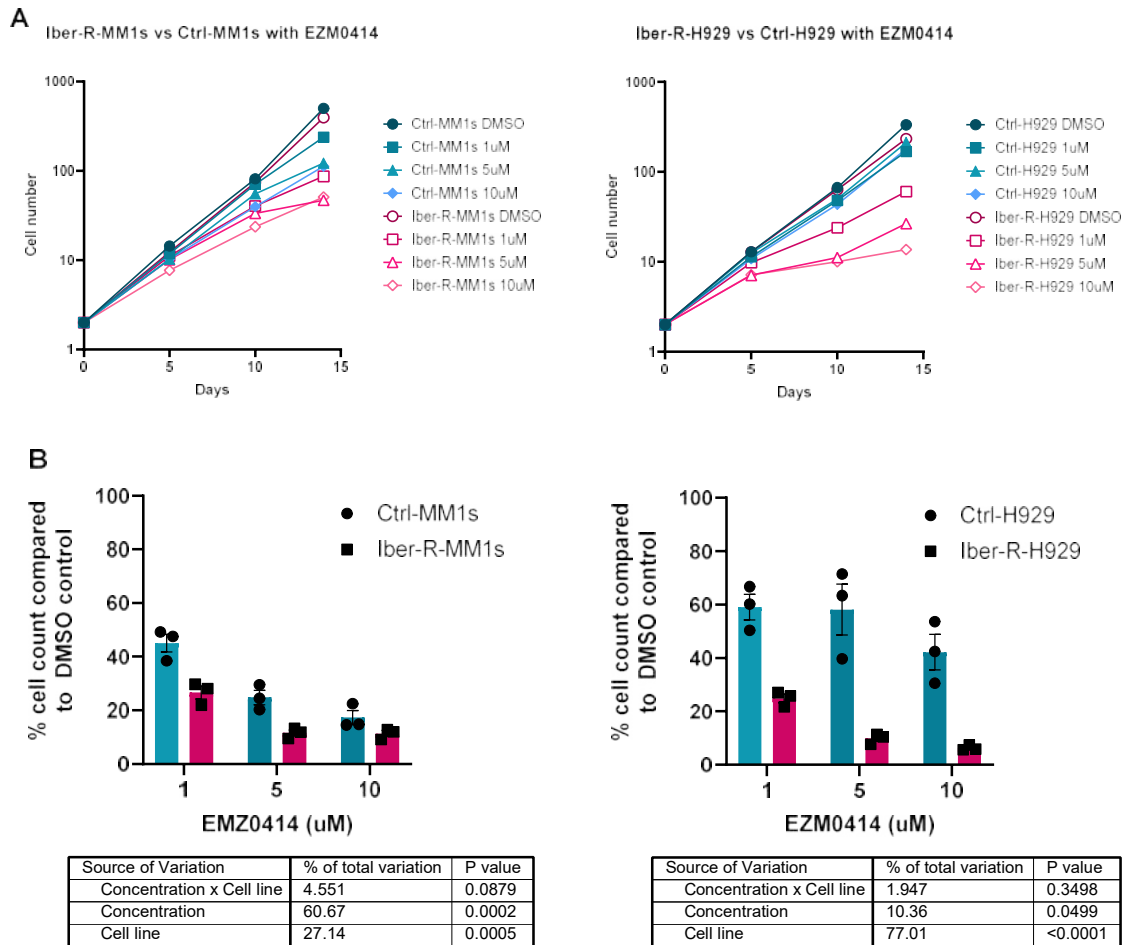 A
Iber-R-MM1s vs Ctrl-MM1s with EZM0414
1000
100
10
1
Cell number
0 5 10 15
Days
Ctrl-MM1s DMSO
Ctrl-MM1s 1uM
Ctrl-MM1s 5uM
Ctrl-MM1s 10uM
Iber-R-MM1s DMSO
Iber-R-MM1s 1uM
Iber-R-MM1s 5uM
Iber-R-MM1s 10uM
Iber-R-H929 vs Ctrl-H929 with EZM0414
1000
100
10
1
Cell number
0 5 10 15
Days
Ctrl-H929 DMSO
Ctrl-H929 1uM
Ctrl-H929 5uM
Ctrl-H929 10uM
Iber-R-H929 DMSO
Iber-R-H929 1uM
Iber-R-H929 5uM
Iber-R-H929 10uM
B
% cell count compared
to DMSO control
100
80
60
40
20
0
Ctrl-MM1s
Iber-R-MM1s
1 5 10
EMZ0414 (uM)
Source of Variation % of total variation P value
Concentration x Cell line 4.551 0.0879
Concentration 60.67 0.0002
Cell line 27.14 0.0005
% cell count compared
to DMSO control
100
80
60
40
20
0
Ctrl-H929
Iber-R-H929
1 5 10
EZM0414 (uM)
Source of Variation % of total variation P value
Concentration x Cell line 1.947 0.3498
Concentration 10.36 0.0499
Cell line 77.01 <0.0001